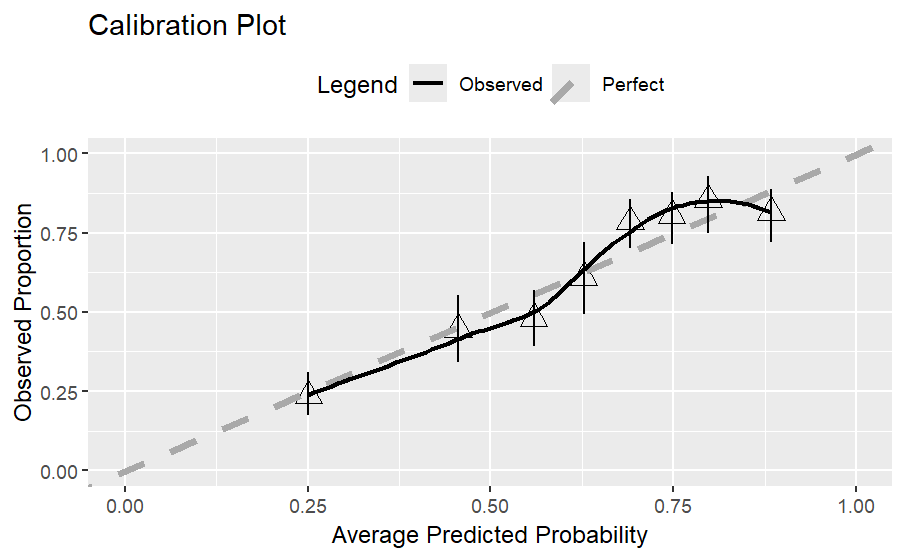 Calibration Plot
Legend Observed Perfect
Observed Proportion
1.00
0.75
0.50
0.25
0.00
0.00 0.25 0.50 0.75 1.00
Average Predicted Probability